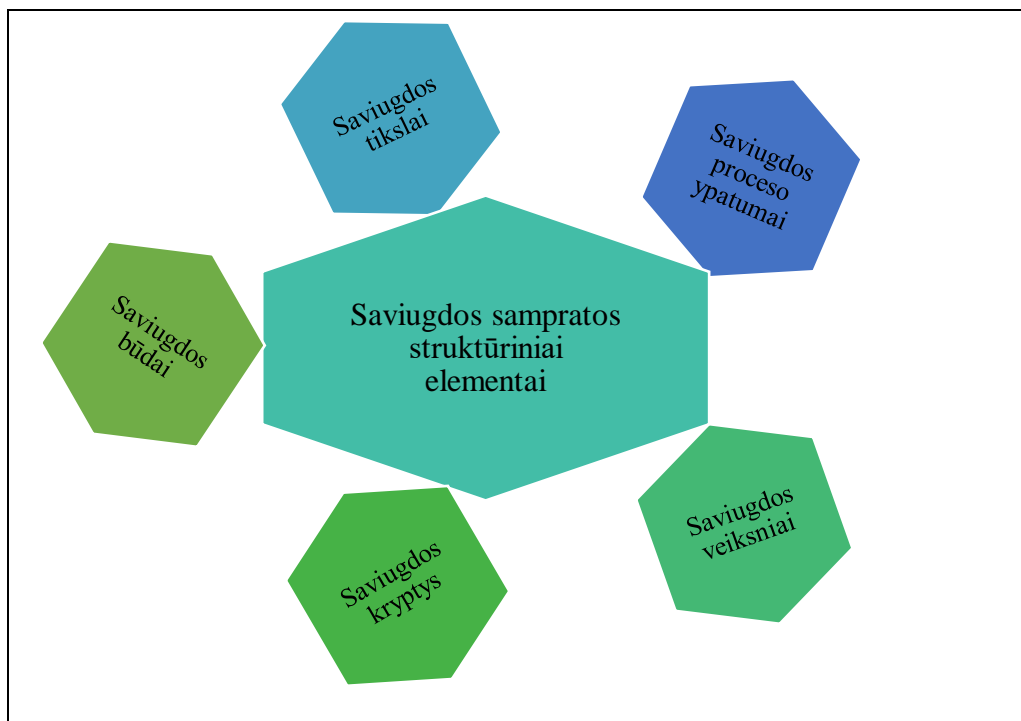 Saviugdos
tikslai
Saviugdos
proceso
ypatumai
Saviugdos sampratos
struktūriniai
elementai
Saviugdos
būdai
Saviugdos
veiksniai
Saviugdos
kryptys